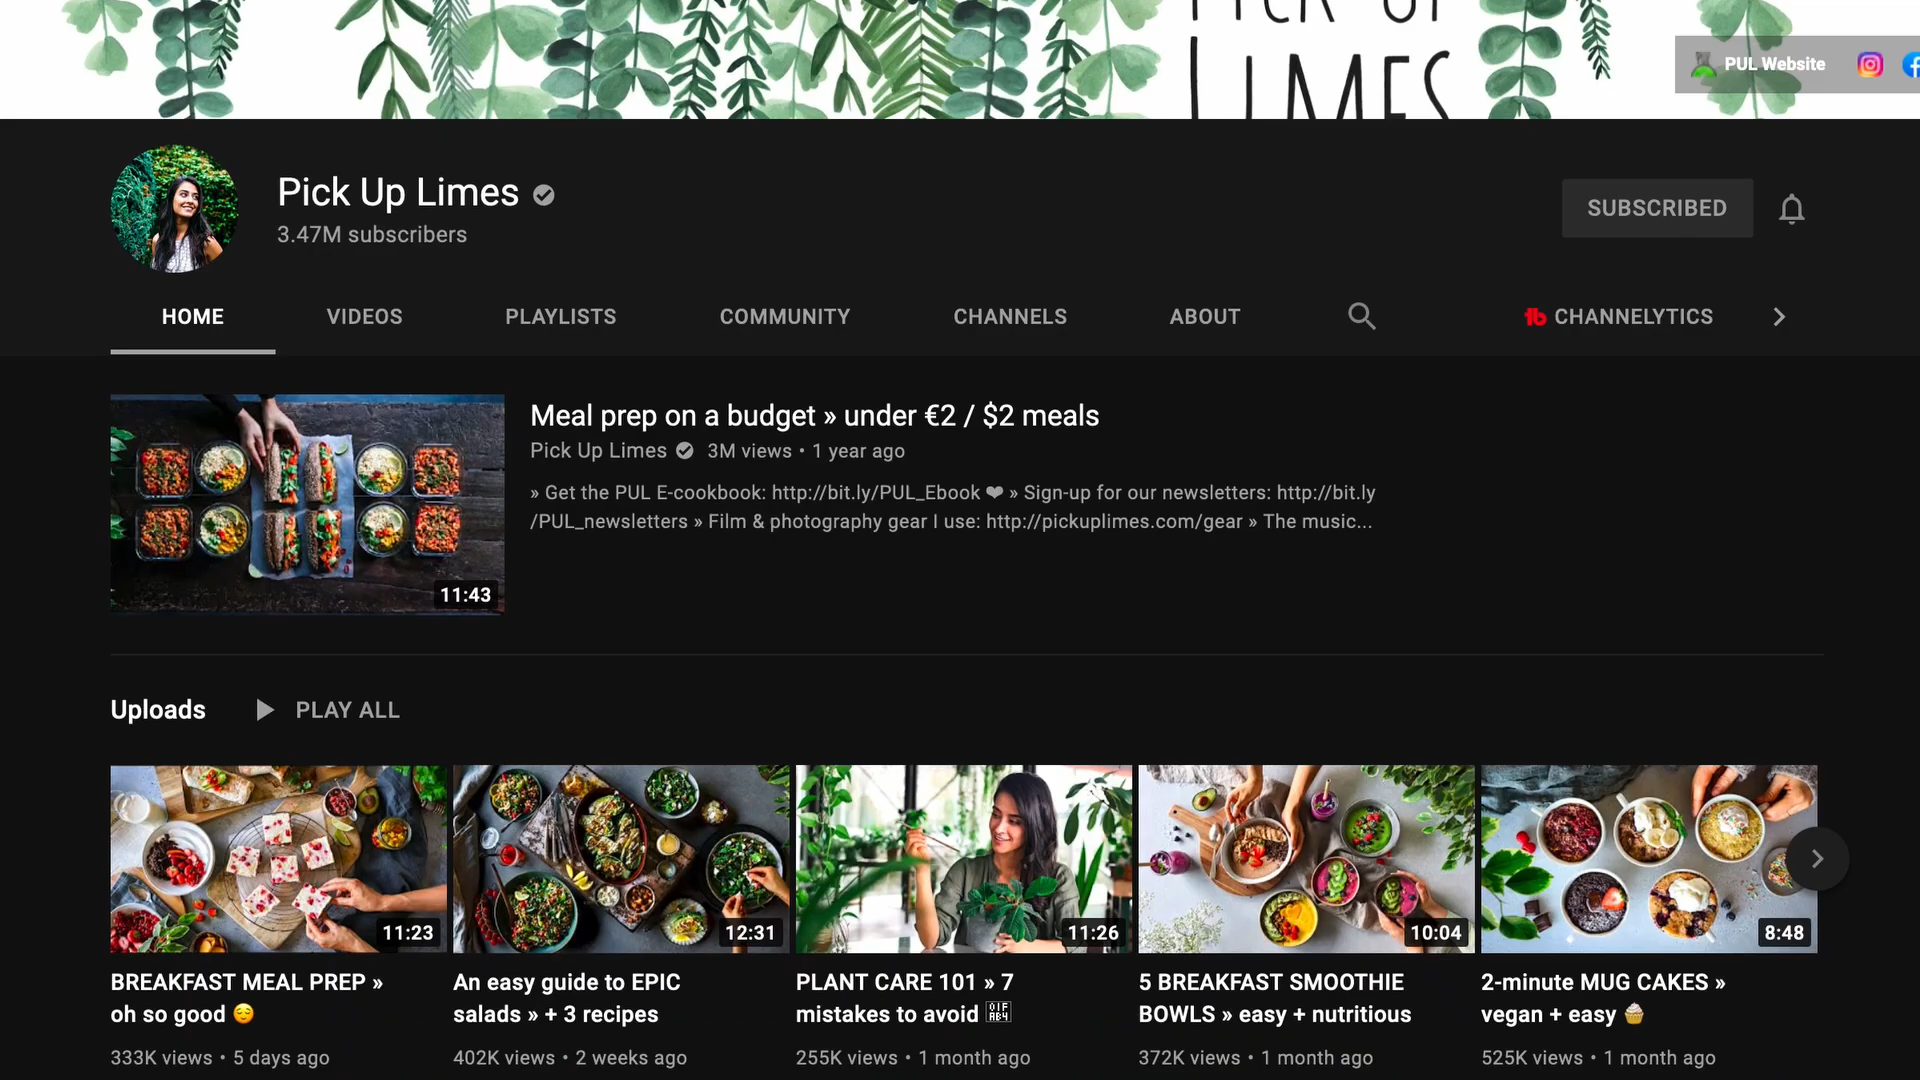 PICK UP
LIMES
PUL Website
Pick Up Limes
3.47M subscribers
SUBSCRIBED
HOME
VIDEOS
PLAYLISTS
COMMUNITY
CHANNELS
ABOUT
CHANNELYTICS
Meal prep on a budget » under €2 / $2 meals
Pick Up Limes 3M views • 1 year ago
» Get the PUL E-cookbook: http://bit.ly/PUL_Ebook ❤ » Sign-up for our newsletters: http://bit.ly
/PUL_newsletters » Film & photography gear I use: http://pickuplimes.com/gear » The music...
11:43
Uploads
PLAY ALL
11:23
BREAKFAST MEAL PREP »
oh so good 😌
333K views • 5 days ago
12:31
An easy guide to EPIC
salads » + 3 recipes
402K views • 2 weeks ago
11:26
PLANT CARE 101 » 7
mistakes to avoid
255K views • 1 month ago
10:04
5 BREAKFAST SMOOTHIE
BOWLS » easy + nutritious
372K views • 1 month ago
8:48
2-minute MUG CAKES »
vegan + easy 🧁
525K views • 1 month ago